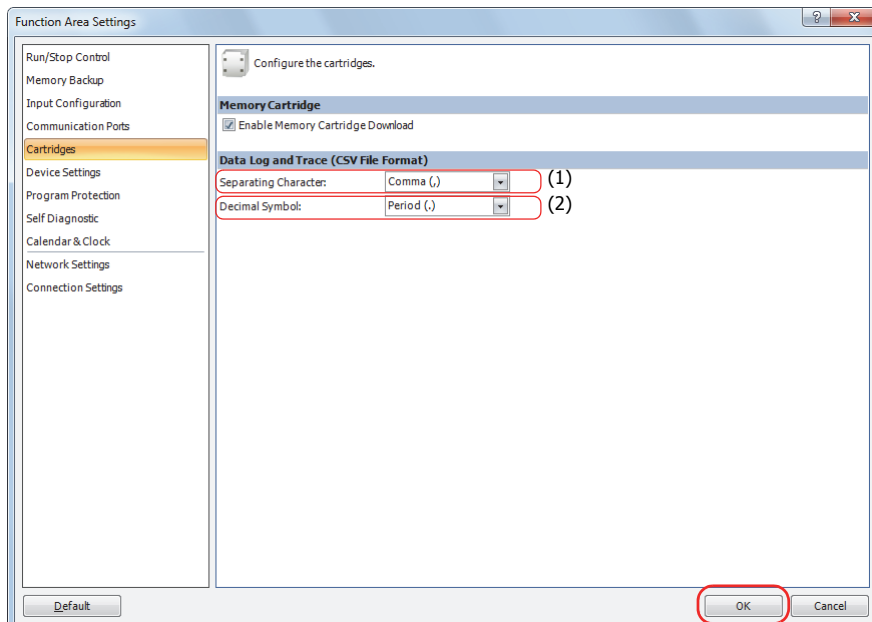 Function Area Settings
Run/Stop Control
Memory Backup
Input Configuration
Communication Ports
Cartridges
Device Settings
Program Protection
Self Diagnostic
Calendar & Clock
Network Settings
Connection Settings
Configure the cartridges.
Memory Cartridge
Enable Memory Cartridge Download
Data Log and Trace (CSV File Format)
Separating Character: Comma (,) (1)
Decimal Symbol: Period (.) (2)
Default OK Cancel